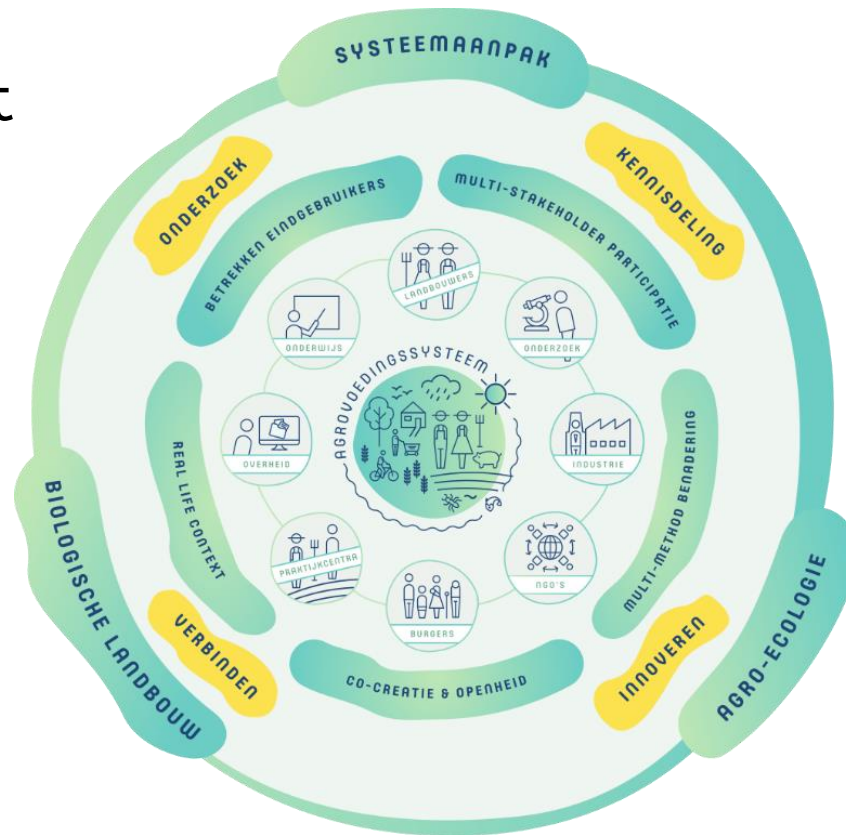 t
SYSTEEMAANPAK
ONDERZOEK
KENNISDELING
BETREKKEN EINDGEBRUIKERS
MULTI-STAKEHOLDER PARTICIPATIE
LANDBOUWERS
ONDERWIJS
ONDERZOEK
AGROVOEDINGSSYSTEEM
OVERHEID
INDUSTRIE
REAL LIFE CONTEXT
MULTI-METHOD BENADERING
PRAKTIJKCENTRA
NGO'S
BURGERS
BIOLOGISCHE LANDBOUW
AGRO-ECOLOGIE
VERBINDEN
INNOVEREN
CO-CREATIE & OPENHEID